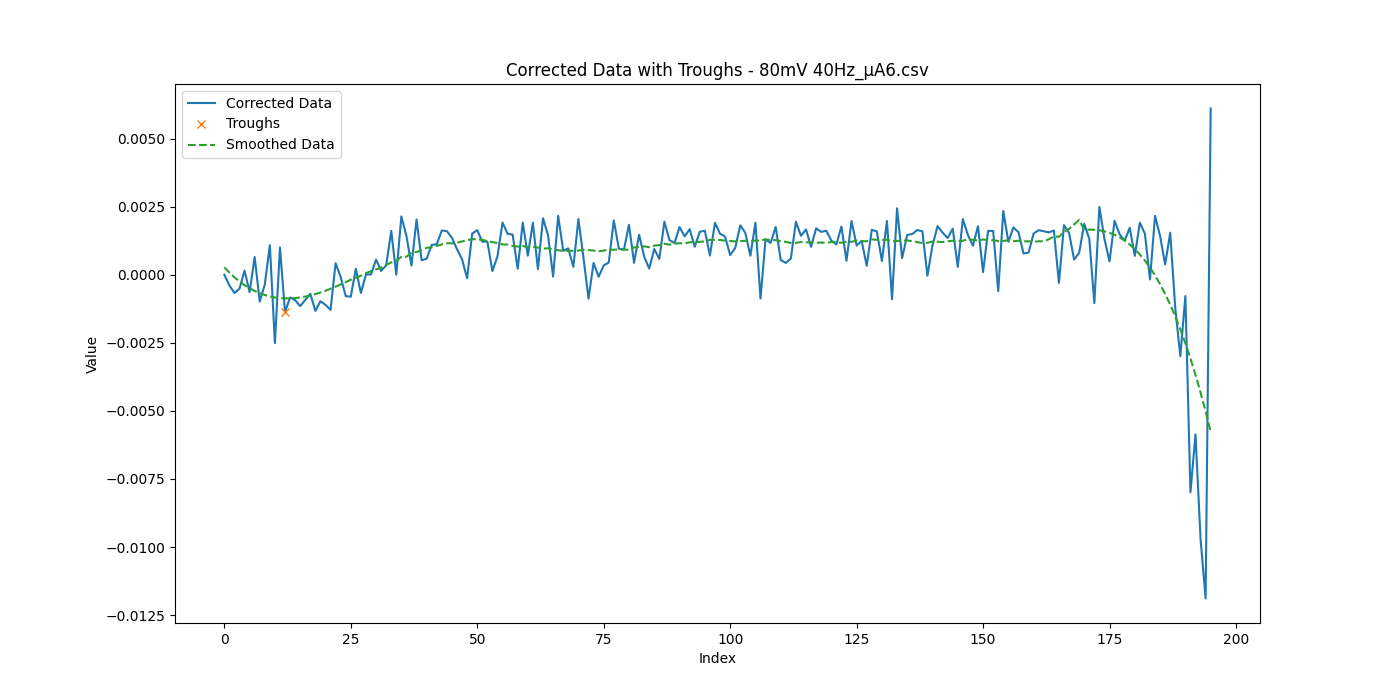 Corrected Data with Troughs - 80mV 40Hz_μA6.csv
Corrected Data
Troughs
Smoothed Data
0.0050
0.0025
0.0000
−0.0025
−0.0050
−0.0075
−0.0100
−0.0125
Value
0 25 50 75 100 125 150 175 200
Index